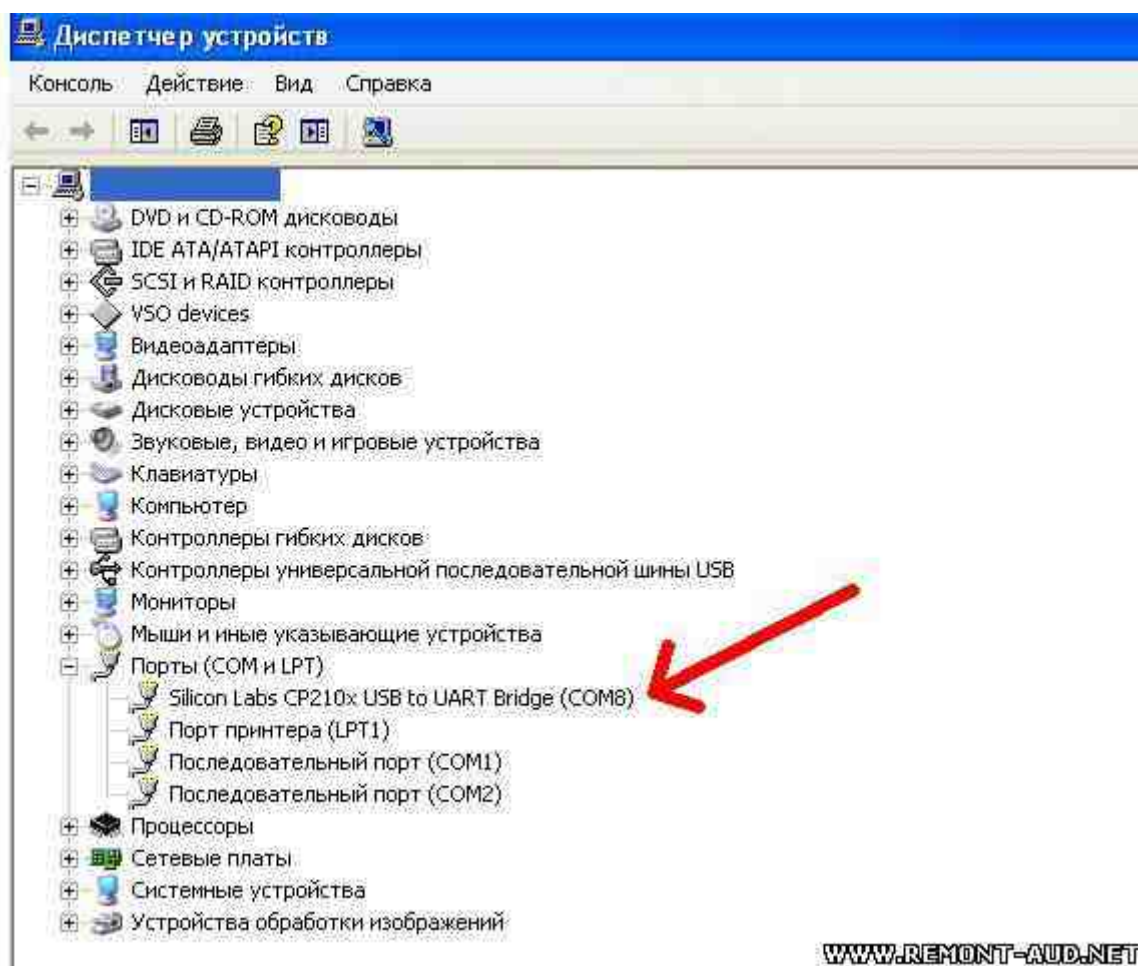 Диспетчер устройств
Консоль Действие Вид Справка
DVD и CD-ROM дисководы
IDE ATA/ATAPI контроллеры
SCSI и RAID контроллеры
VSO devices
Видеоадаптеры
Дисководы гибких дисков
Дисковые устройства
Звуковые, видео и игровые устройства
Клавиатуры
Компьютер
Контроллеры гибких дисков
Контроллеры универсальной последовательной шины USB
Мониторы
Мыши и иные указывающие устройства
Порты (COM и LPT)
Silicon Labs CP210x USB to UART Bridge (COM8)
Порт принтера (LPT1)
Последовательный порт (COM1)
Последовательный порт (COM2)
Процессоры
Сетевые платы
Системные устройства
Устройства обработки изображений
WWW.REMONT-AUD.NET